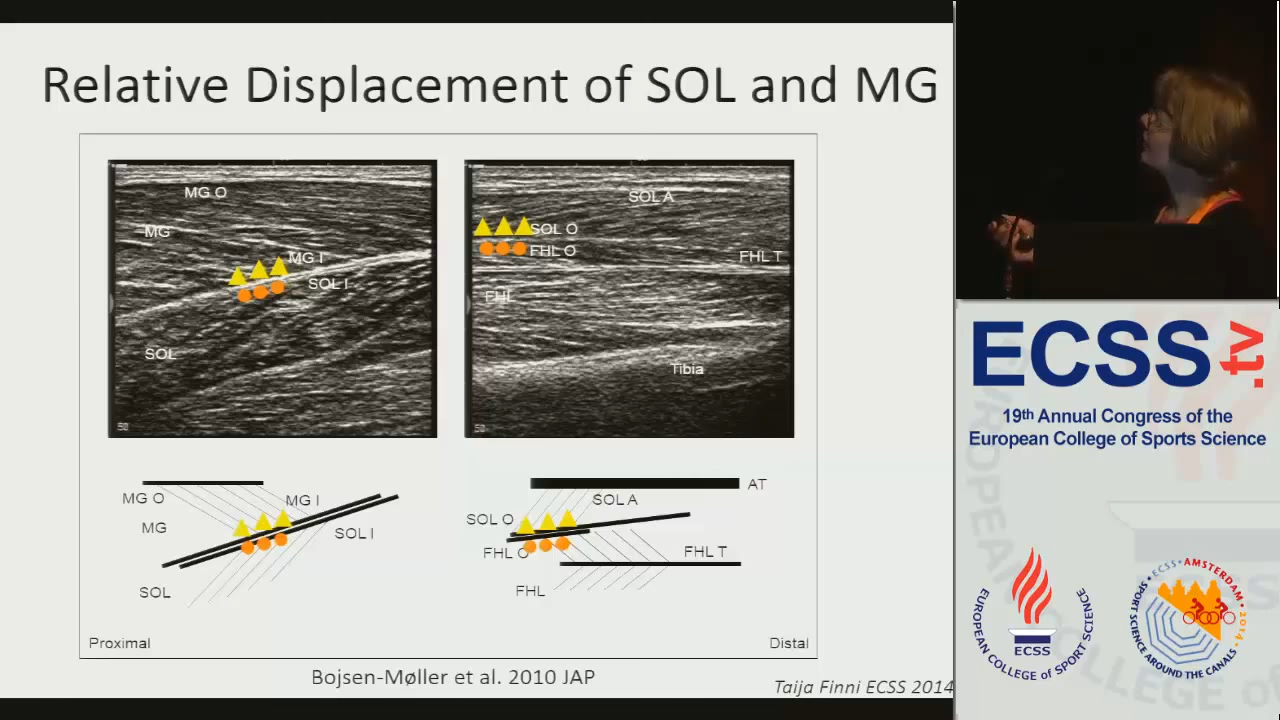 Relative Displacement of SOL and MG
MG O
MG
MG I
SOL I
SOL
50
SOL A
SOL O
FHL O
FHL T
FHL
Tibia
50
MG O
MG I
MG
SOL I
SOL
AT
SOL A
SOL O
FHL O
FHL T
FHL
Proximal
Distal
Bojsen-Møller et al. 2010 JAP
Taija Finni ECSS 2014
ECSS.tv
19th Annual Congress of the
European College of Sports Science
EUROPEAN COLLEGE OF SPORT SCIENCE
ECSS
SPORT SCIENCE AROUND THE CANALS
ECSS • AMSTERDAM • 2014